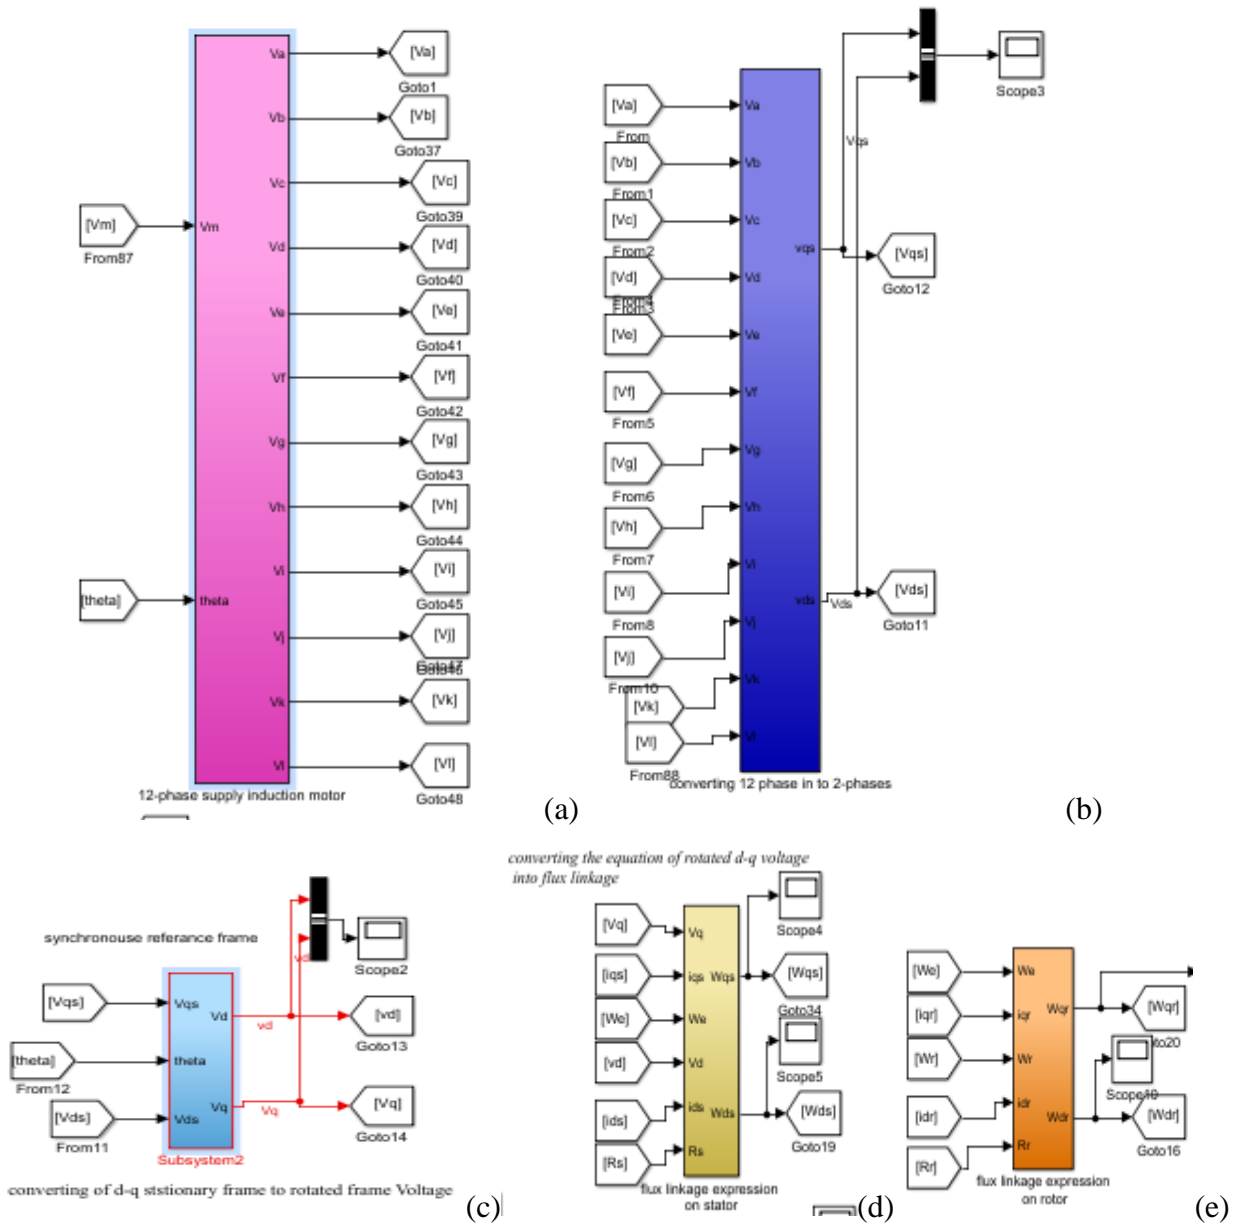 Va
[Va]
Goto1
Vb
[Vb]
Goto37
Vc
[Vc]
Goto39
[Vm]
Vm
From87
Vd
[Vd]
Goto40
Ve
[Ve]
Goto41
Vf
[Vf]
Goto42
Vg
[Vg]
Goto43
Vh
[Vh]
Goto44
Vi
[Vi]
Goto45
[theta]
theta
Vj
[Vj]
Vk
[Vk]
Vl
[Vl]
Goto48
12-phase supply induction motor
(a)
Scope3
[Va]
Va
From
Vqs
[Vb]
Vb
From1
[Vc]
Vc
From2
vqs
[Vqs]
Goto12
[Vd]
Vd
From3
[Ve]
Ve
[Vf]
Vf
From5
[Vg]
Vg
From6
[Vh]
Vh
From7
[Vi]
Vi
From8
vds
Vds
[Vds]
Goto11
[Vj]
Vj
From10
[Vk]
Vk
[Vl]
Vl
From88
converting 12 phase in to 2-phases
(b)
synchronouse referance frame
vd
Scope2
[Vqs]
Vqs
Vd
vd
[vd]
Goto13
[theta]
theta
From12
[Vds]
Vds
Vq
Vq
[Vq]
Goto14
From11
Subsystem2
converting of d-q ststionary frame to rotated frame Voltage
(c)
converting the equation of rotated d-q voltage
into flux linkage
Scope4
[Vq]
Vq
[iqs]
iqs
Wqs
[Wqs]
Goto34
[We]
We
Scope5
[vd]
Vd
[ids]
ids
Wds
[Wds]
Goto19
[Rs]
Rs
flux linkage expression
on stator
(d)
[We]
We
[iqr]
iqr
Wqr
[Wqr]
to20
[Wr]
Wr
Scope10
[idr]
idr
Wdr
[Wdr]
Goto16
[Rr]
Rr
flux linkage expression
on rotor
(e)